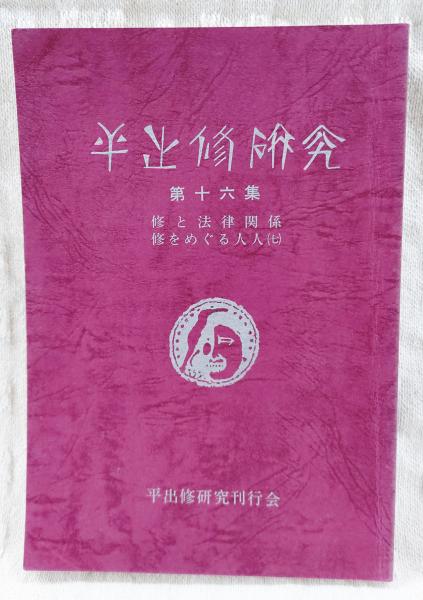 平出修研究
第十六集
修と法律関係
修をめぐる人人(七)
平出修研究刊行会